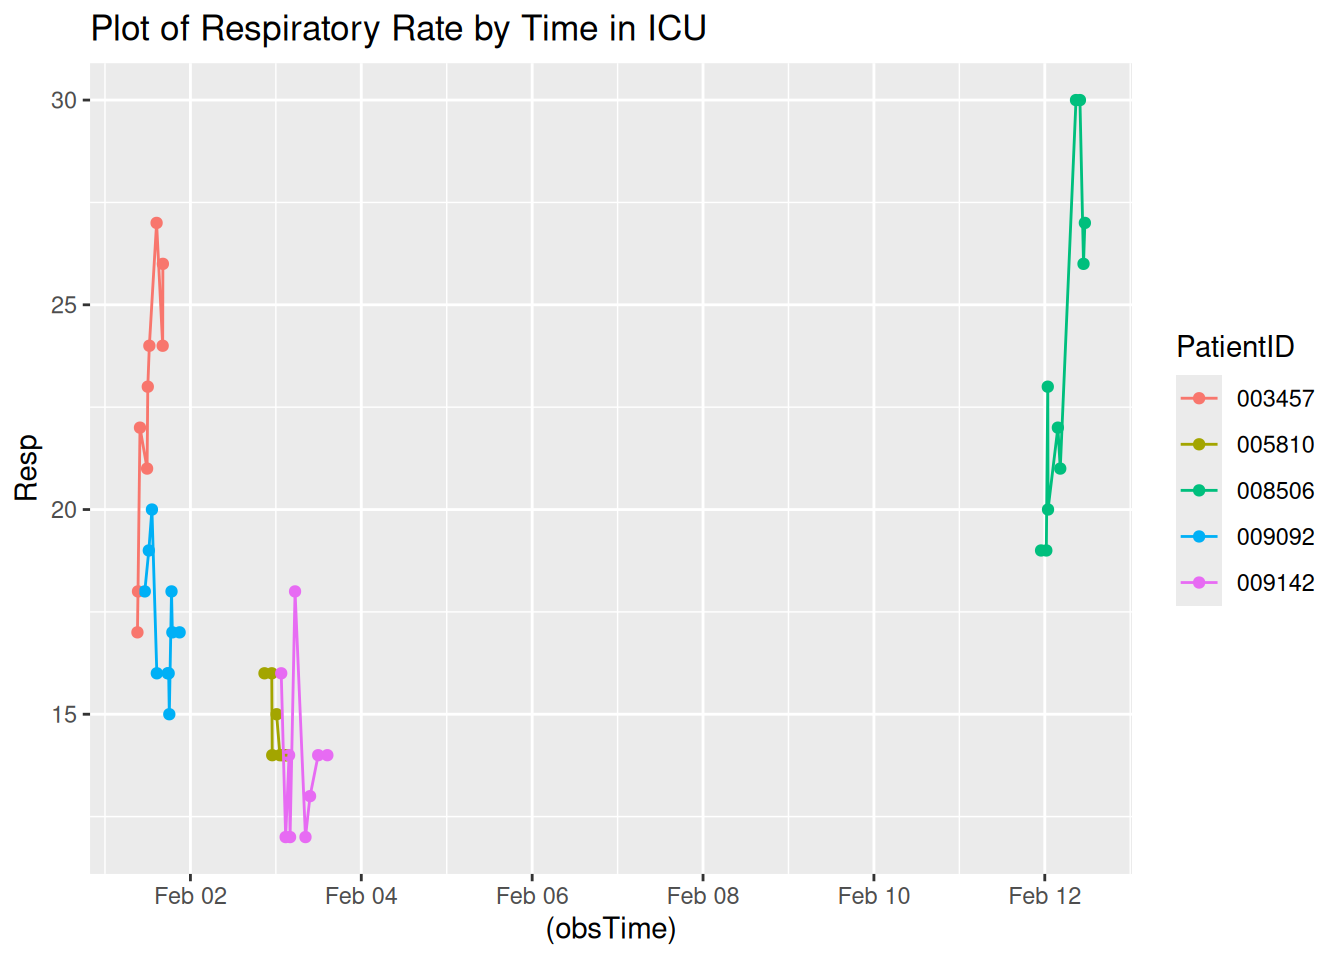 Plot of Respiratory Rate by Time in ICU
30
25
20
15
Resp
Feb 02
Feb 04
Feb 06
Feb 08
Feb 10
Feb 12
(obsTime)
PatientID
003457
005810
008506
009092
009142